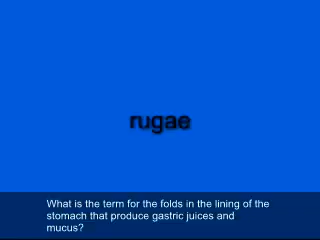 rugae
What is the term for the folds in the lining of the
stomach that produce gastric juices and
mucus?